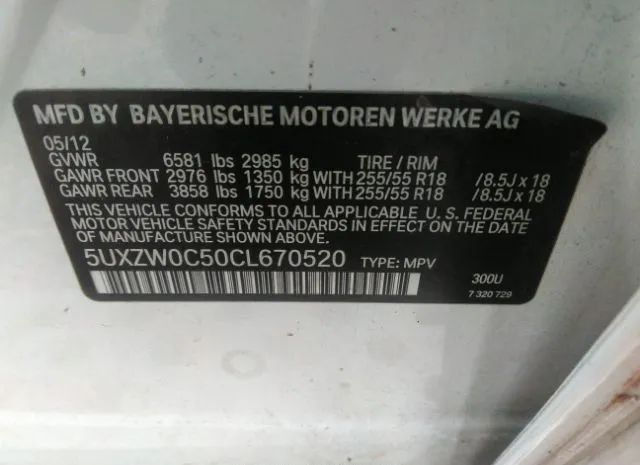 MFD BY BAYERISCHE MOTOREN WERKE AG
05/12
GVWR 6581 lbs 2985 kg TIRE / RIM
GAWR FRONT 2976 lbs 1350 kg WITH 255/55 R18 /8.5J x 18
GAWR REAR 3858 lbs 1750 kg WITH 255/55 R18 /8.5J x 18
THIS VEHICLE CONFORMS TO ALL APPLICABLE U. S. FEDERAL
MOTOR VEHICLE SAFETY STANDARDS IN EFFECT ON THE DATE
OF MANUFACTURE SHOWN ABOVE.
5UXZW0C50CL670520 TYPE: MPV
300U
7 320 729